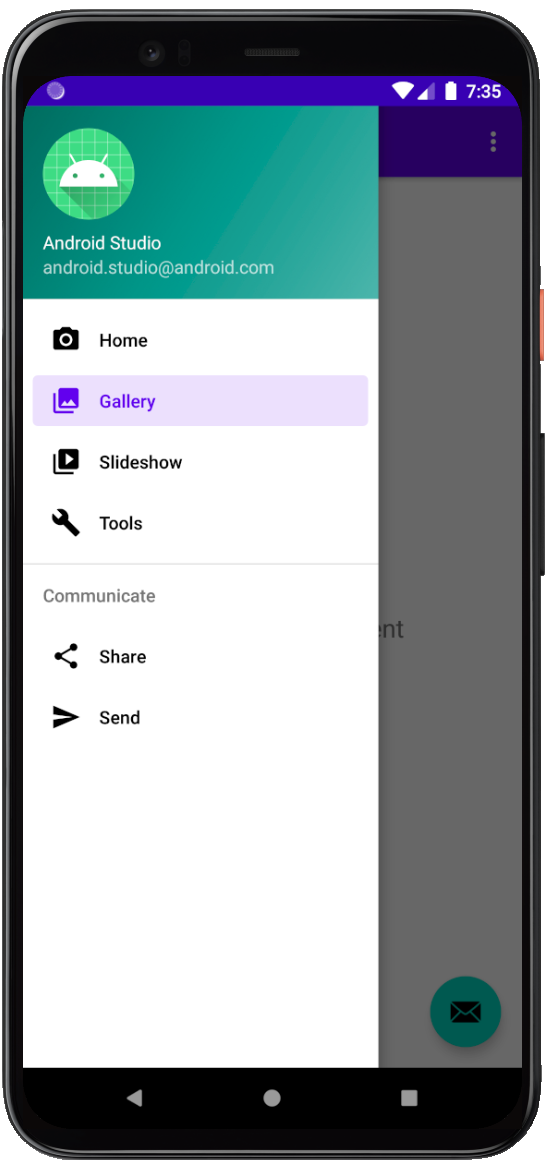 7:35
Android Studio
android.studio@android.com
Home
Gallery
Slideshow
Tools
Communicate
Share
Send